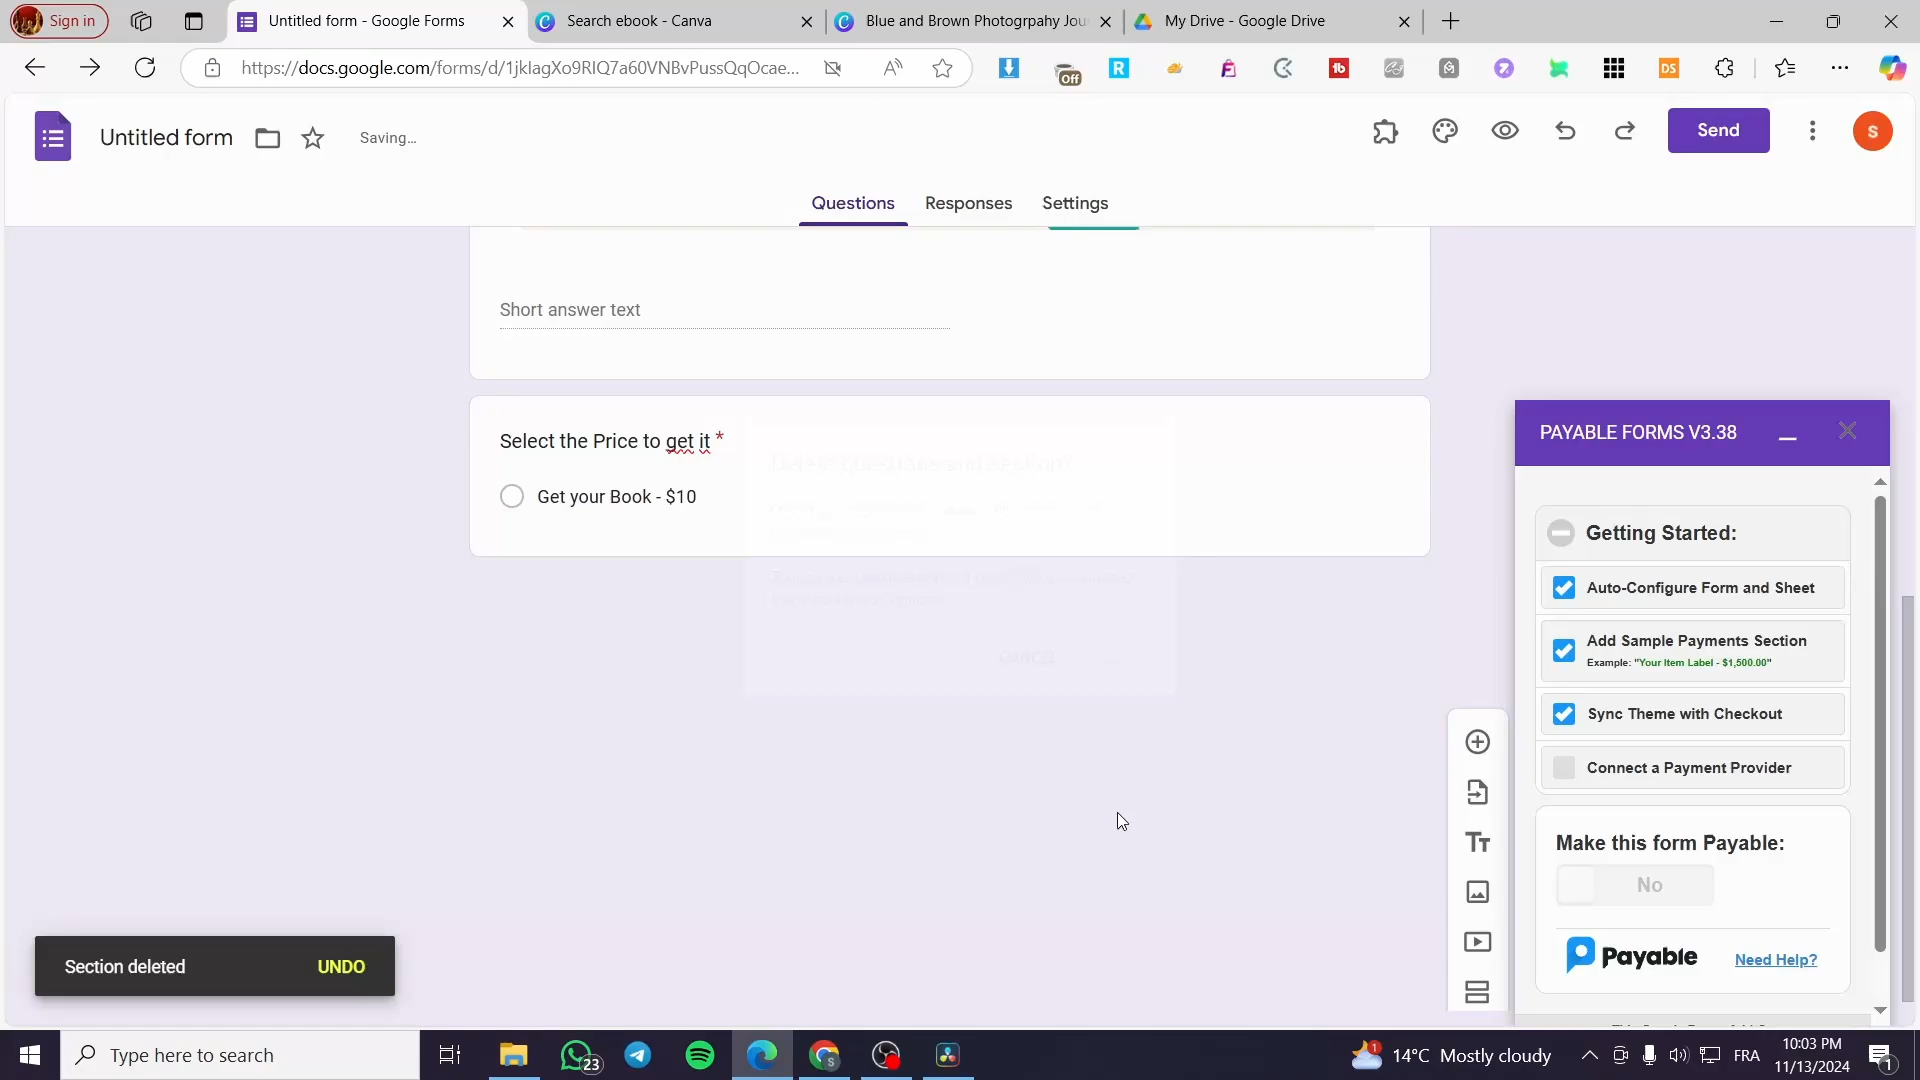 Sign in
Untitled form - Google Forms
Search ebook - Canva
Blue and Brown Photogrpahy Jou
My Drive - Google Drive
https://docs.google.com/forms/d/1jklagXo9RlQ7a60VNBvPussQqOcae...
Off
Untitled form
Saving...
Send
S
Questions
Responses
Settings
Short answer text
Select the Price to get it *
Get your Book - $10
CANCEL
PAYABLE FORMS V3.38
Getting Started:
Auto-Configure Form and Sheet
Add Sample Payments Section
Example: "Your Item Label - $1,500.00"
Sync Theme with Checkout
Connect a Payment Provider
Make this form Payable:
No
Payable
Need Help?
Section deleted
UNDO
Type here to search
23
1
14°C Mostly cloudy
FRA
10:03 PM
11/13/2024
1